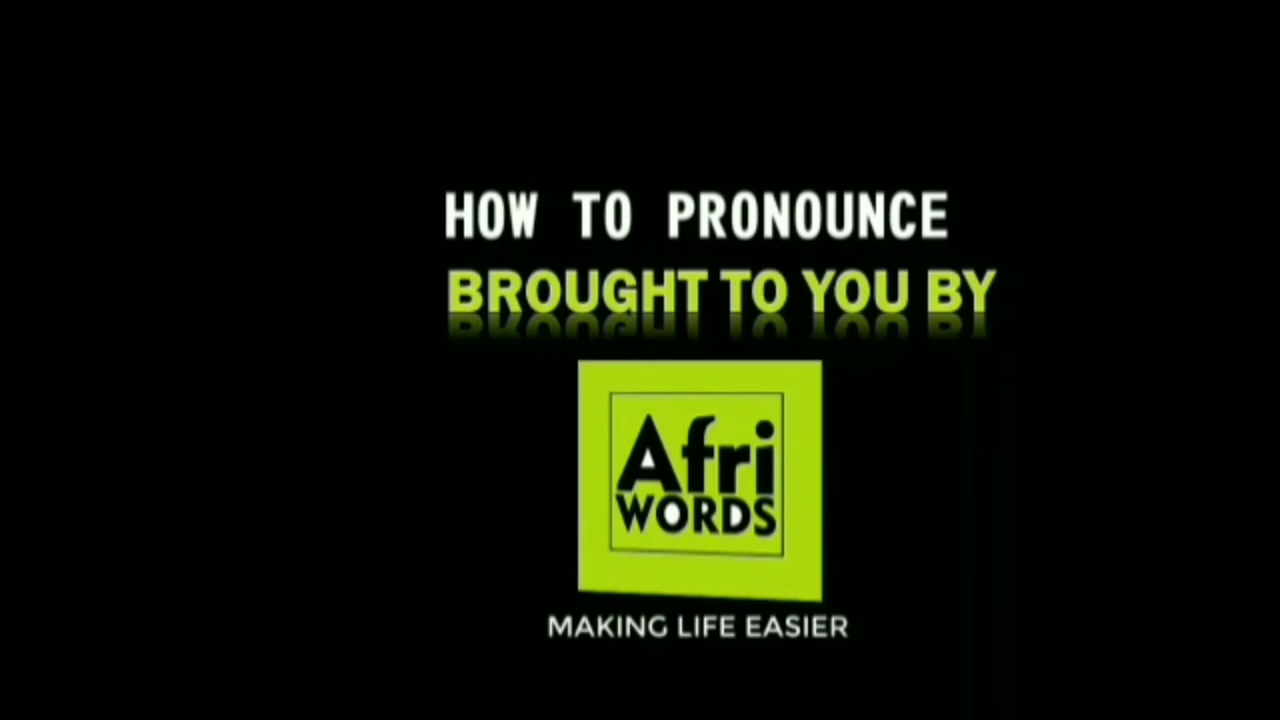 HOW TO PRONOUNCE
BROUGHT TO YOU BY
Afri
WORDS
MAKING LIFE EASIER